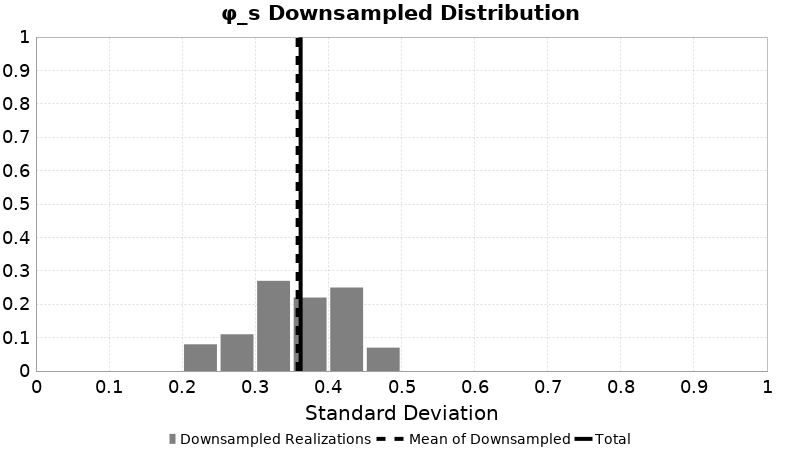 φ_s Downsampled Distribution
1
0.9
0.8
0.7
0.6
0.5
0.4
0.3
0.2
0.1
0
0 0.1 0.2 0.3 0.4 0.5 0.6 0.7 0.8 0.9 1
Standard Deviation
Downsampled Realizations Mean of Downsampled Total